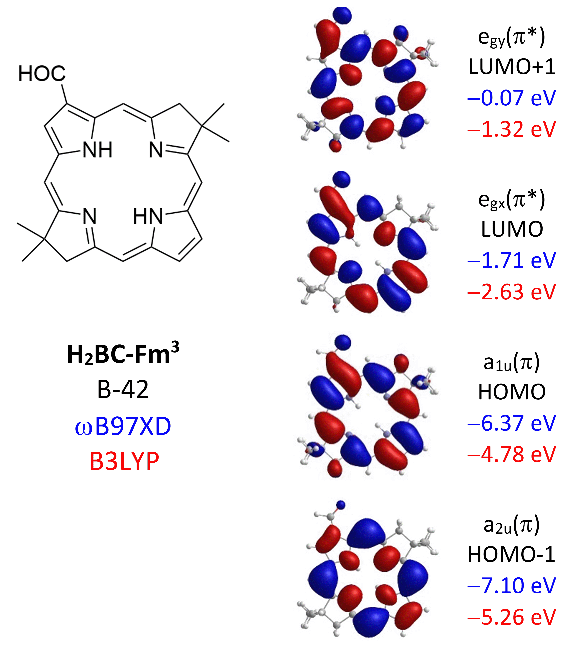 HOC
NH
N
N
HN
H₂BC-Fm³
B-42
ωB97XD
B3LYP
e_gy(π*)
LUMO+1
−0.07 eV
−1.32 eV
e_gx(π*)
LUMO
−1.71 eV
−2.63 eV
a₁ᵤ(π)
HOMO
−6.37 eV
−4.78 eV
a₂ᵤ(π)
HOMO-1
−7.10 eV
−5.26 eV